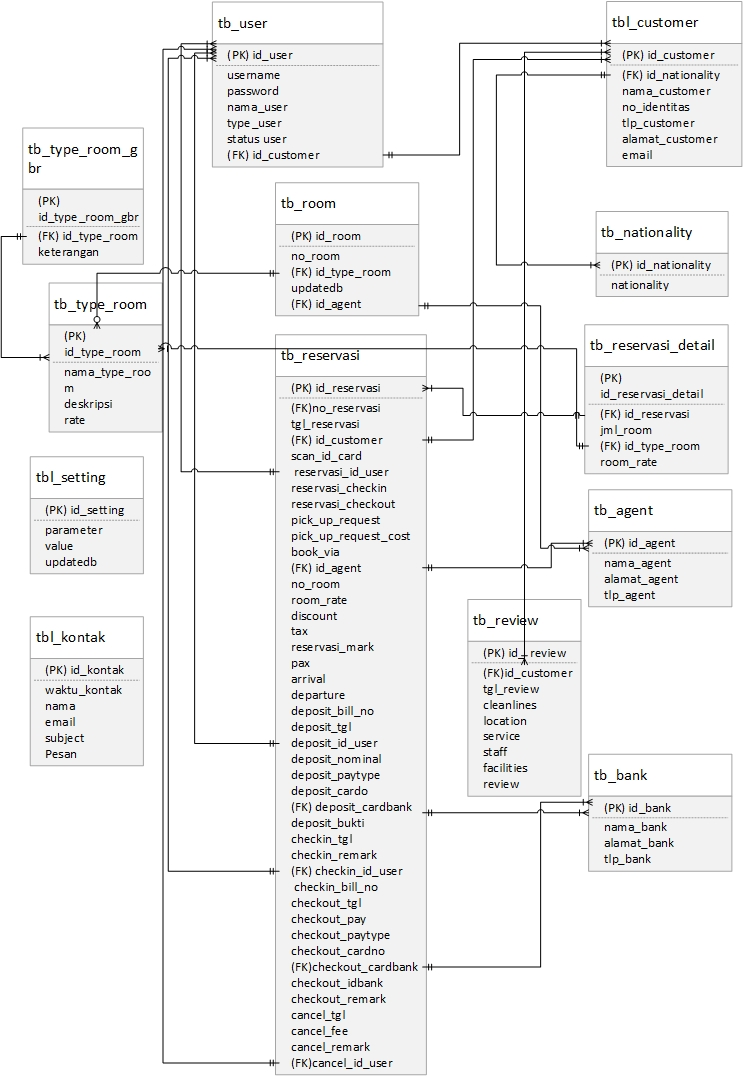 tb_user
(PK) id_user
username
password
nama_user
type_user
status user
(FK) id_customer
tbl_customer
(PK) id_customer
(FK) id_nationality
nama_customer
no_identitas
tlp_customer
alamat_customer
email
tb_type_room_g
br
(PK)
id_type_room_gbr
(FK) id_type_room
keterangan
tb_room
(PK) id_room
no_room
(FK) id_type_room
updatedb
(FK) id_agent
tb_nationality
(PK) id_nationality
nationality
tb_type_room
(PK)
id_type_room
nama_type_roo
m
deskripsi
rate
tb_reservasi
(PK) id_reservasi
(FK)no_reservasi
tgl_reservasi
(FK) id_customer
scan_id_card
reservasi_id_user
reservasi_checkin
reservasi_checkout
pick_up_request
pick_up_request_cost
book_via
(FK) id_agent
no_room
room_rate
discount
tax
reservasi_mark
pax
arrival
departure
deposit_bill_no
deposit_tgl
deposit_id_user
deposit_nominal
deposit_paytype
deposit_cardo
(FK) deposit_cardbank
deposit_bukti
checkin_tgl
checkin_remark
(FK) checkin_id_user
checkin_bill_no
checkout_tgl
checkout_pay
checkout_paytype
checkout_cardno
(FK)checkout_cardbank
checkout_idbank
checkout_remark
cancel_tgl
cancel_fee
cancel_remark
(FK)cancel_id_user
tb_reservasi_detail
(PK)
id_reservasi_detail
(FK) id_reservasi
jml_room
(FK) id_type_room
room_rate
tbl_setting
(PK) id_setting
parameter
value
updatedb
tb_agent
(PK) id_agent
nama_agent
alamat_agent
tlp_agent
tbl_kontak
(PK) id_kontak
waktu_kontak
nama
email
subject
Pesan
tb_review
(PK) id_review
(FK)id_customer
tgl_review
cleanlines
location
service
staff
facilities
review
tb_bank
(PK) id_bank
nama_bank
alamat_bank
tlp_bank